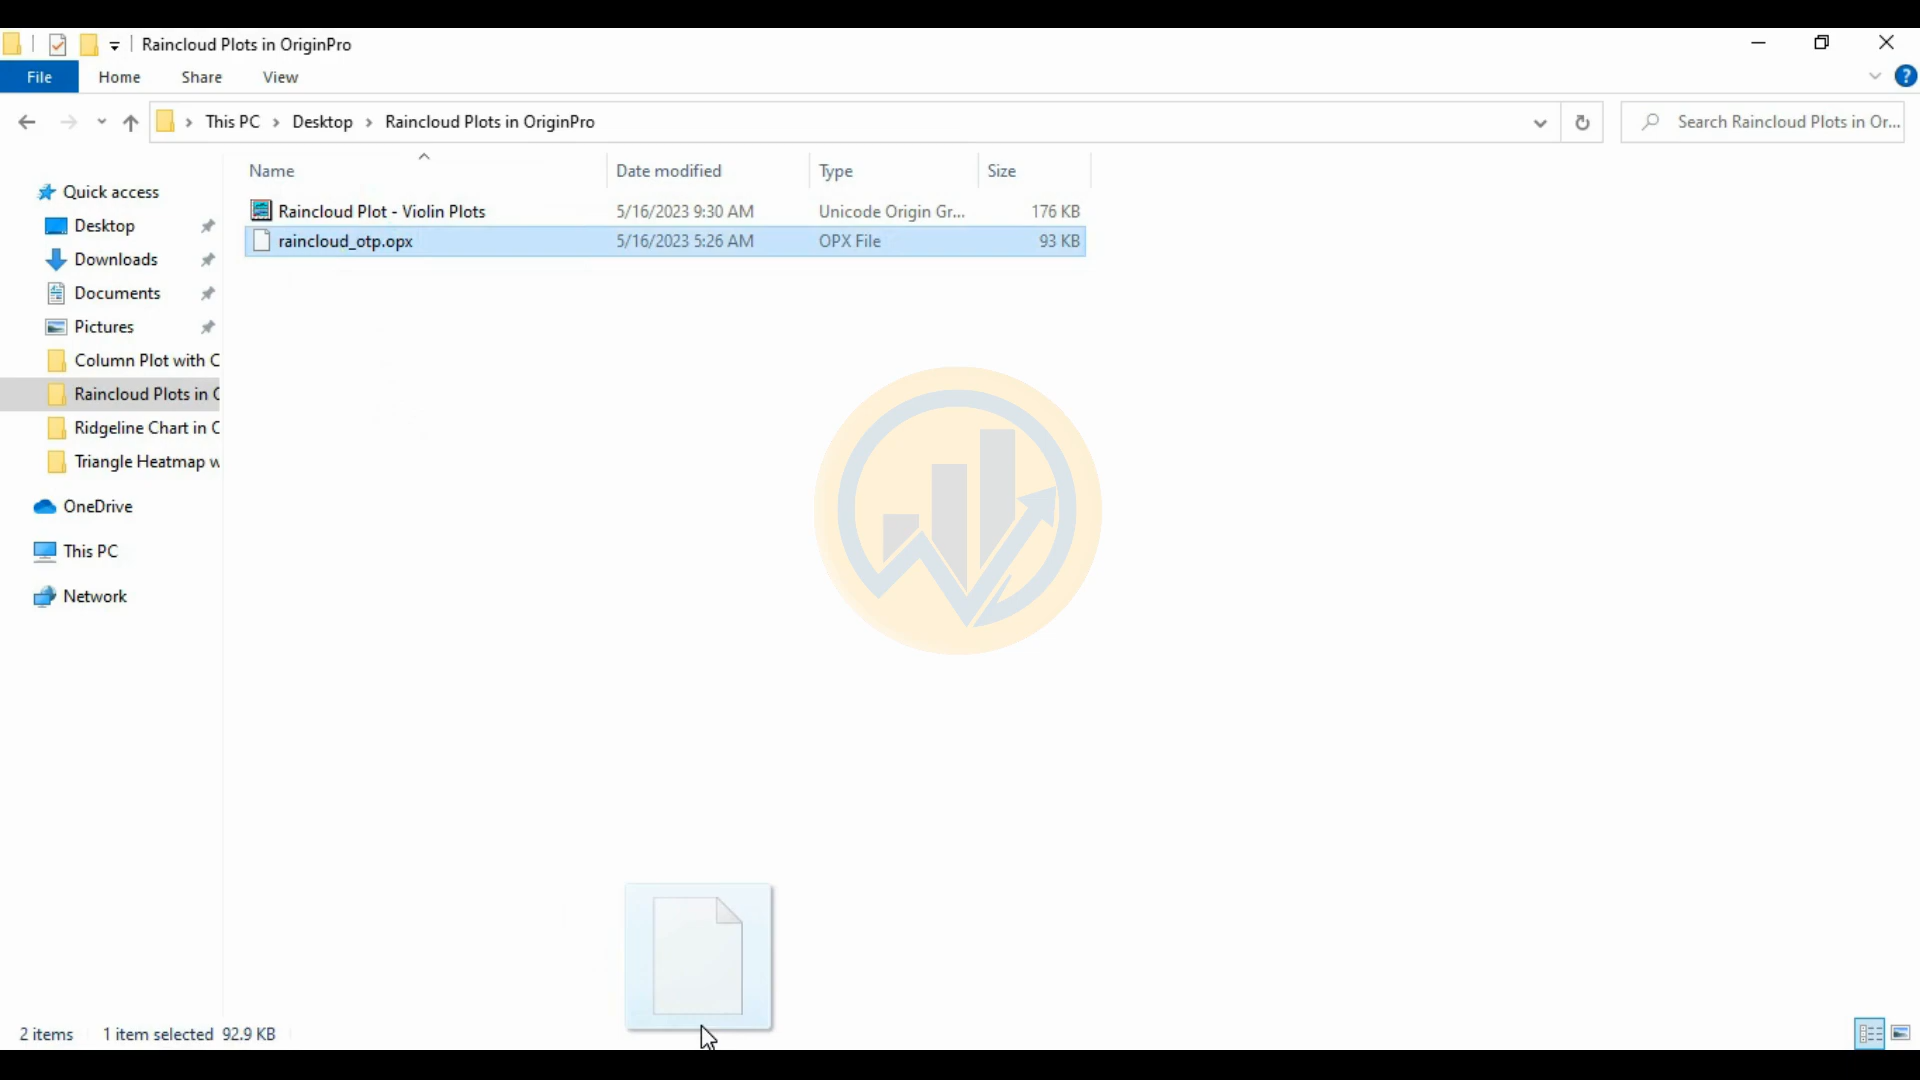 Raincloud Plots in OriginPro
File Home Share View
This PC Desktop Raincloud Plots in OriginPro
Search Raincloud Plots in Or...
Name Date modified Type Size
Quick access
Raincloud Plot - Violin Plots 5/16/2023 9:30 AM Unicode Origin Gr... 176 KB
Desktop
raincloud_otp.opx 5/16/2023 5:26 AM OPX File 93 KB
Downloads
Documents
Pictures
Column Plot with C
Raincloud Plots in C
Ridgeline Chart in C
Triangle Heatmap w
OneDrive
This PC
Network
2 items 1 item selected 92.9 KB